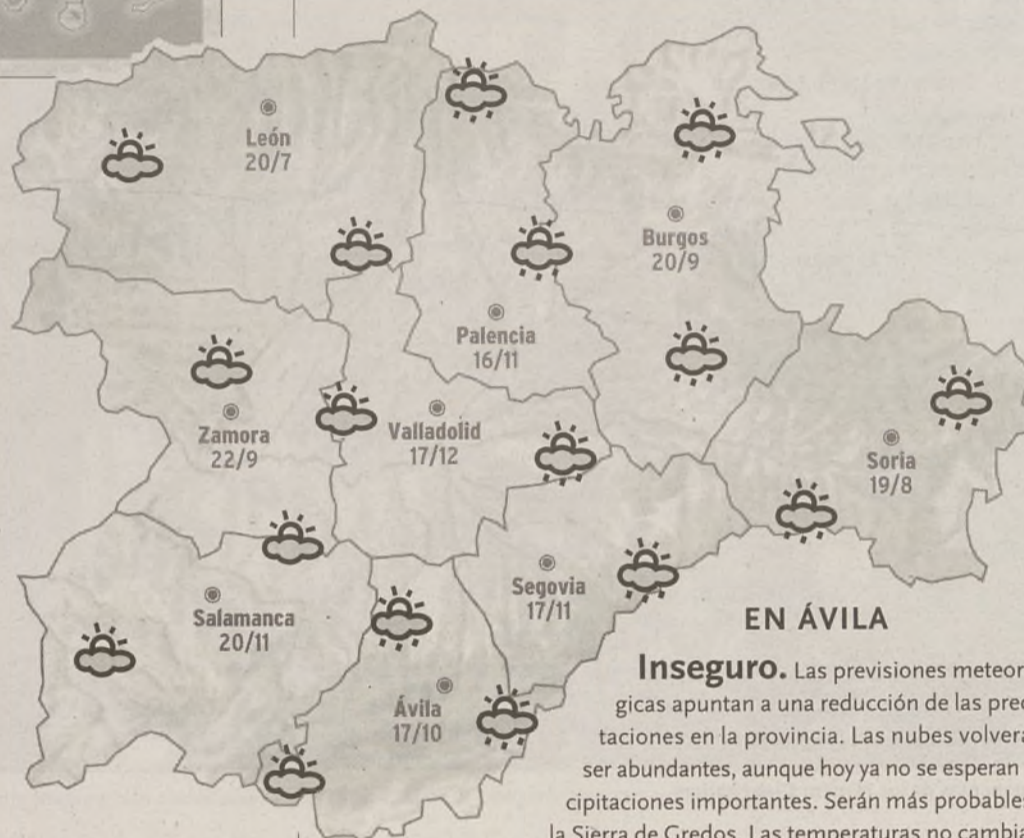 León
20/7
Burgos
20/9
Palencia
16/11
Zamora
22/9
Valladolid
17/12
Soria
19/8
Segovia
17/11
Salamanca
20/11
Ávila
17/10
EN ÁVILA
Inseguro. Las previsiones meteor
gicas apuntan a una reducción de las prec
taciones en la provincia. Las nubes volver
ser abundantes, aunque hoy ya no se esperan
cipitaciones importantes. Serán más probable
la Sierra de Gredos. Las temperaturas no cambi